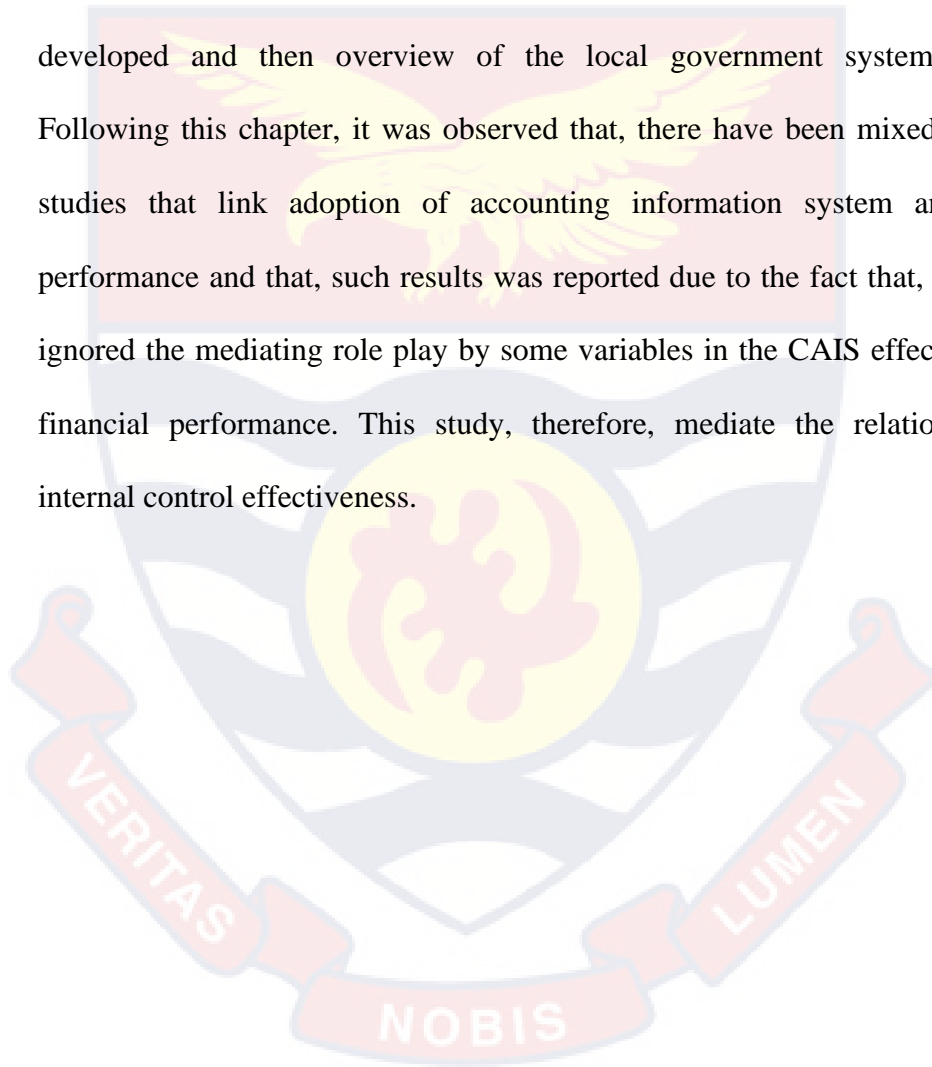 developed and then overview of the local government system
Following this chapter, it was observed that, there have been mixed
studies that link adoption of accounting information system
performance and that, such results was reported due to the fact that,
ignored the mediating role play by some variables in the CAIS
financial performance. This study, therefore, mediate the
internal control effectiveness.
VERITAS
NOBIS
LUMEN